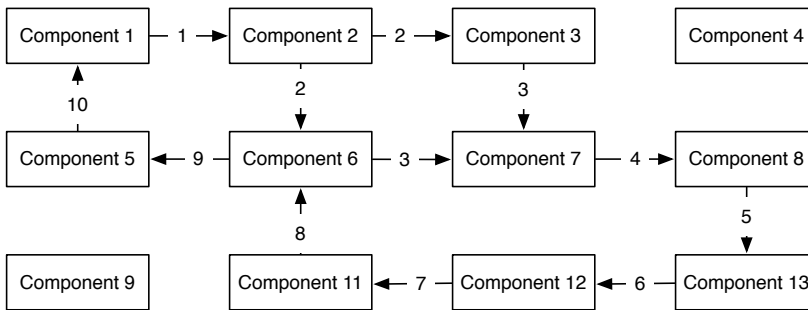 Component 1 1 Component 2 2 Component 3 Component 4
10 2 3
Component 5 9 Component 6 3 Component 7 4 Component 8
8 5
Component 9 Component 11 7 Component 12 6 Component 13